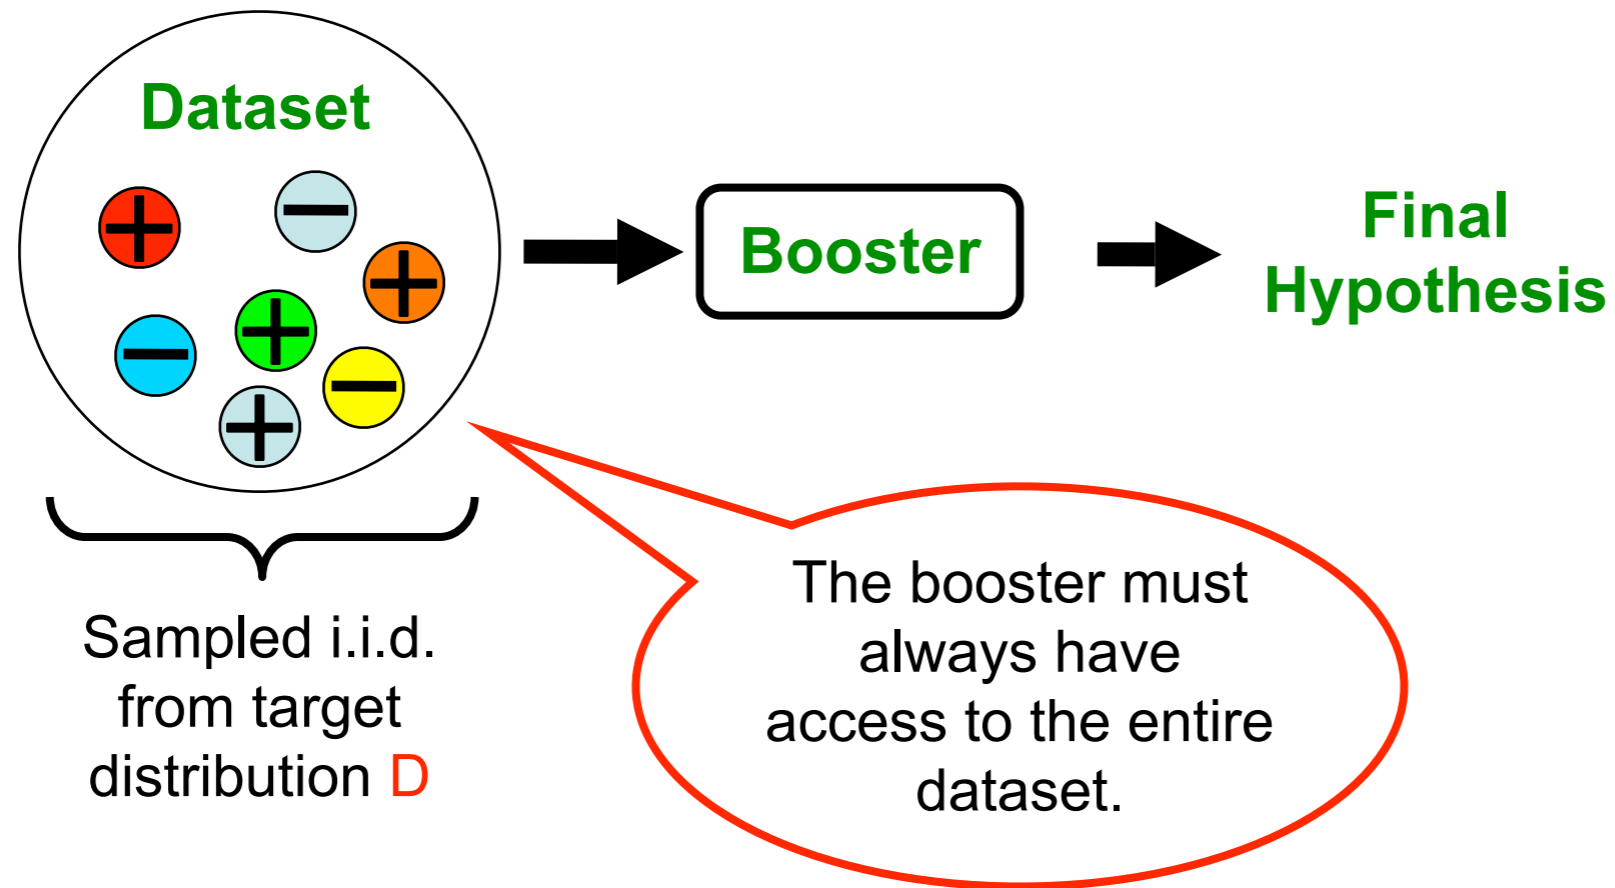 Dataset
Booster
Final
Hypothesis
Sampled i.i.d.
from target
distribution D
The booster must
always have
access to the entire
dataset.